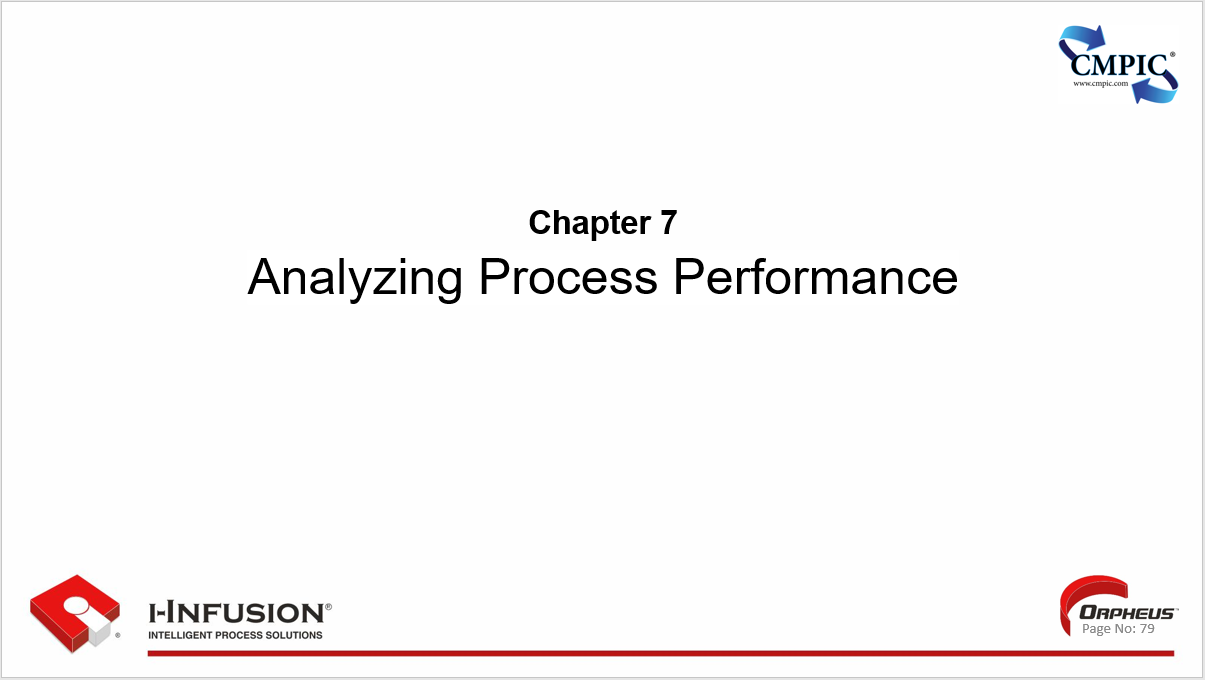 CMPIC®
www.cmpic.com
Chapter 7
Analyzing Process Performance
I-INFUSION®
INTELLIGENT PROCESS SOLUTIONS
®
ORPHEUS™
Page No: 79